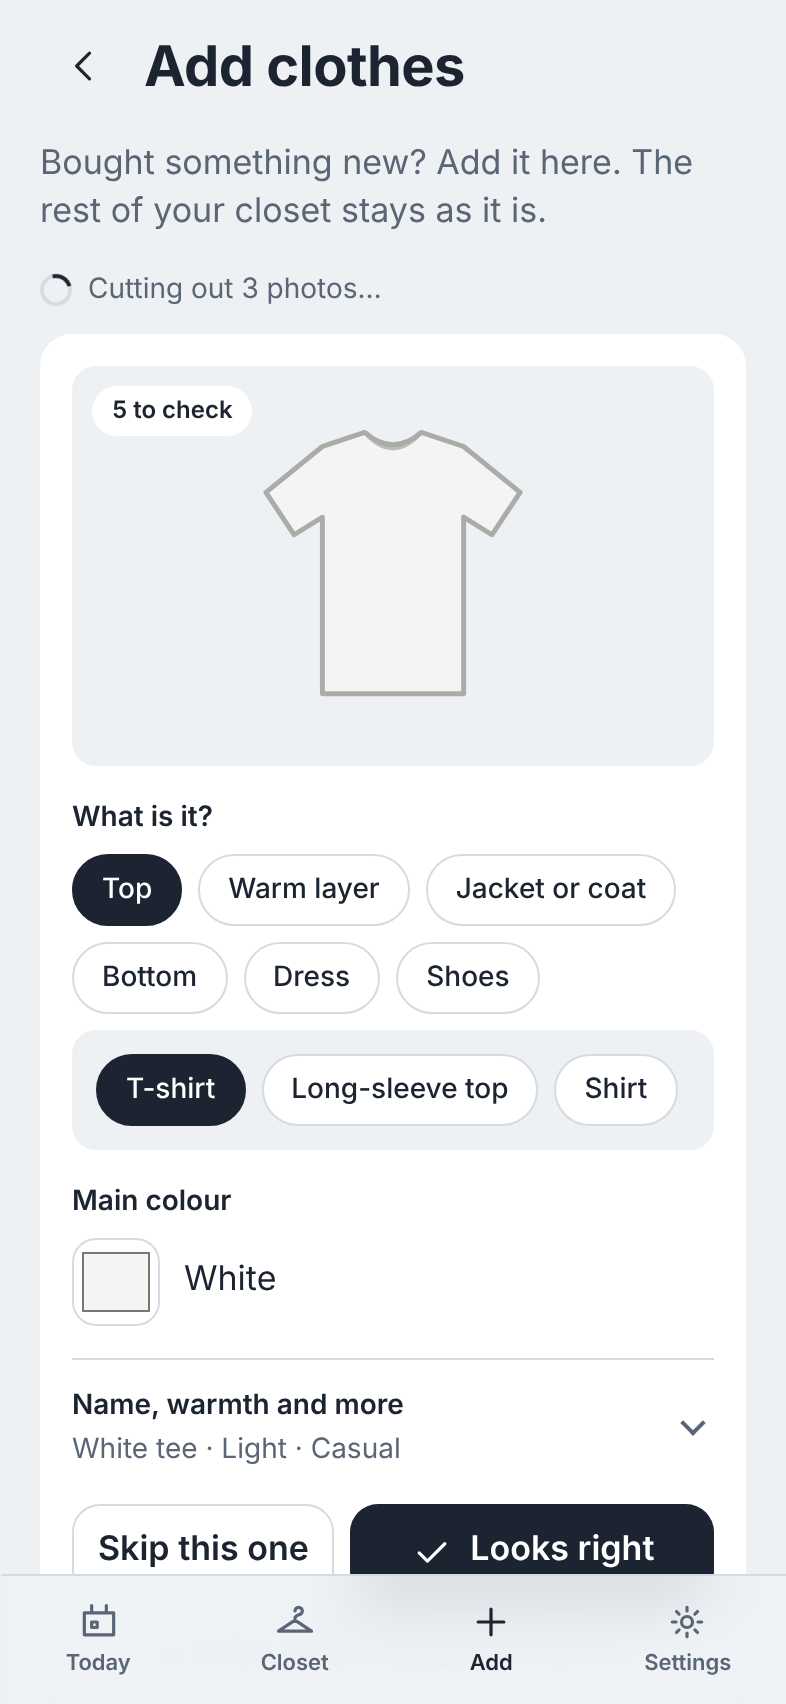 Add clothes
Bought something new? Add it here. The
rest of your closet stays as it is.
Cutting out 3 photos...
5 to check
What is it?
Top
Warm layer
Jacket or coat
Bottom
Dress
Shoes
T-shirt
Long-sleeve top
Shirt
Main colour
White
Name, warmth and more
White tee · Light · Casual
Skip this one
Looks right
Today
Closet
Add
Settings